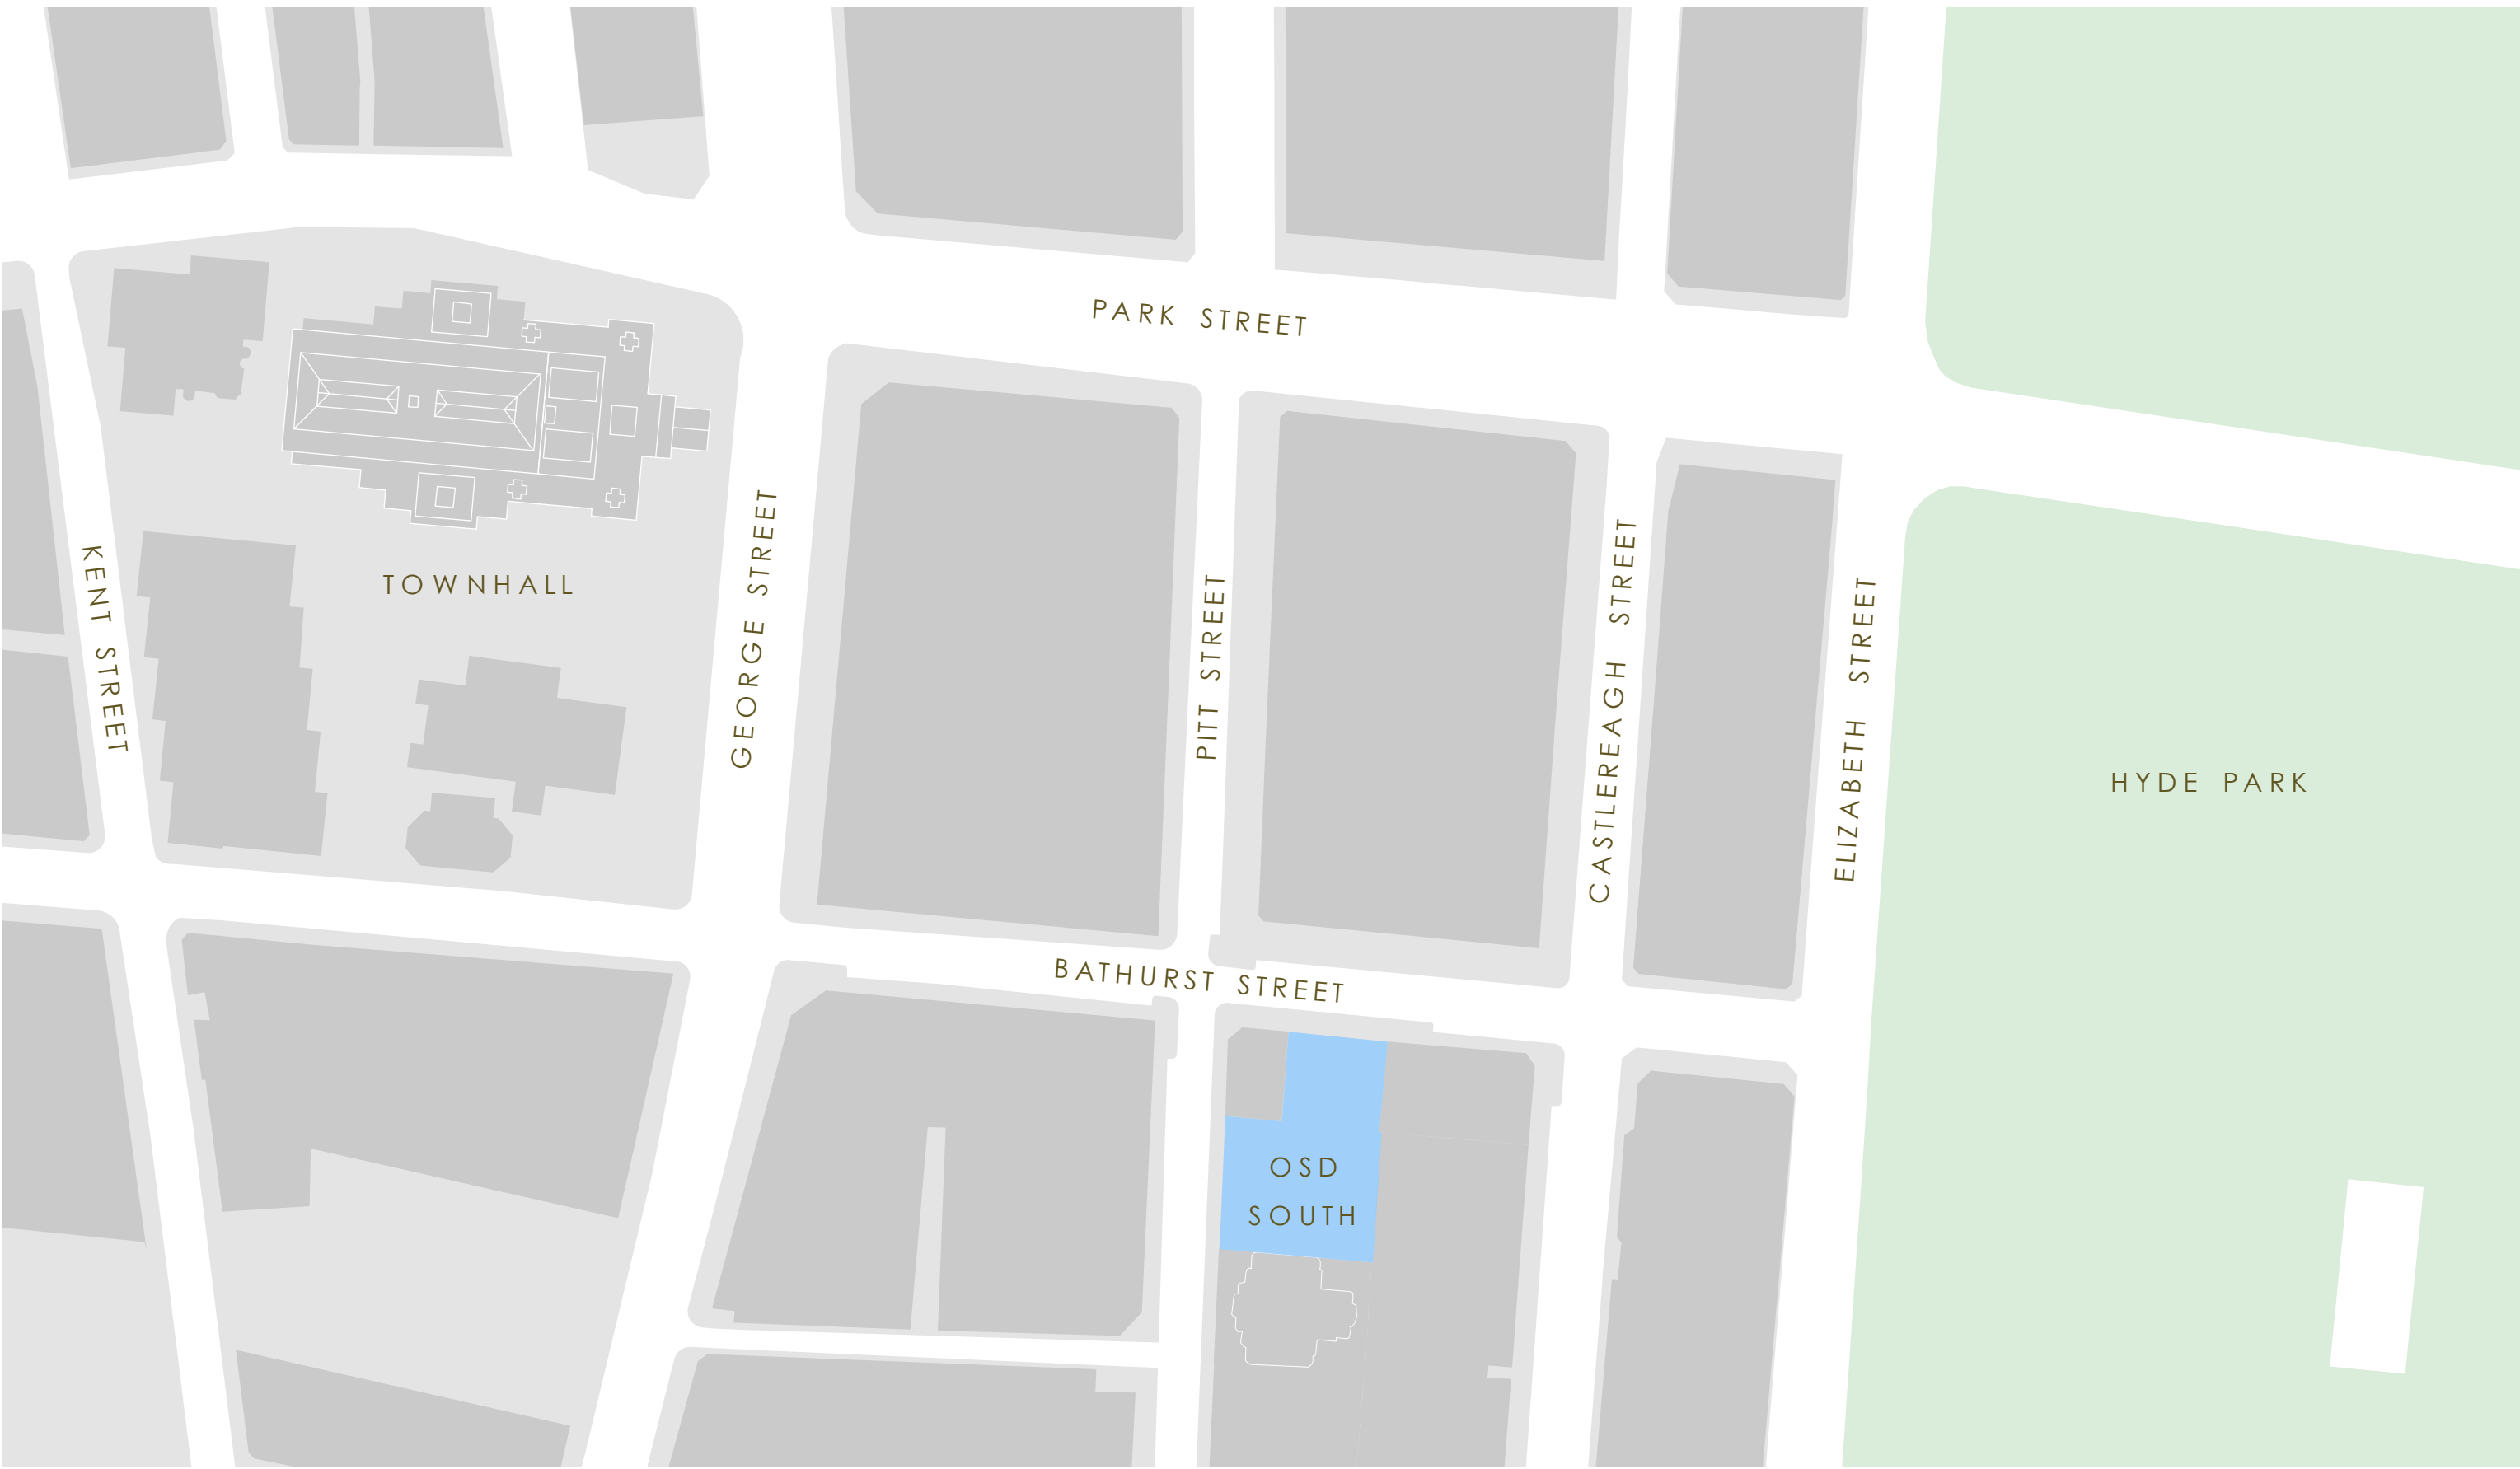 PARK STREET
KENT STREET
TOWNHALL
GEORGE STREET
PITT STREET
CASTLEREAGH STREET
ELIZABETH STREET
HYDE PARK
BATHURST STREET
OSD
SOUTH